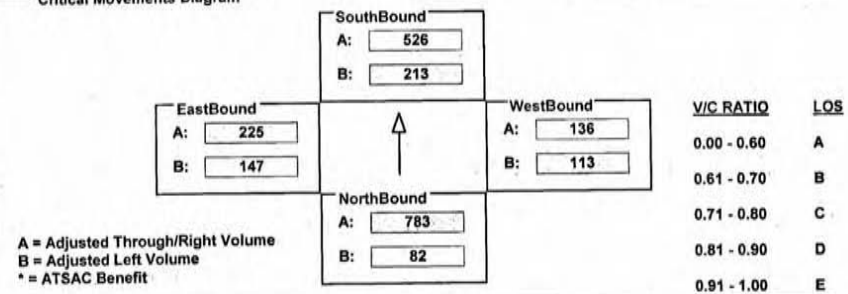 Critical Movements Diagram
SouthBound
A: 526
B: 213
EastBound
A: 225
B: 147
WestBound
A: 136
B: 113
NorthBound
A: 783
B: 82
A = Adjusted Through/Right Volume
B = Adjusted Left Volume
* = ATSAC Benefit
V/C RATIO LOS
0.00 - 0.60 A
0.61 - 0.70 B
0.71 - 0.80 C
0.81 - 0.90 D
0.91 - 1.00 E